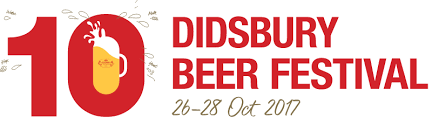 10
DIDSBURY
BEER FESTIVAL
26–28 Oct 2017